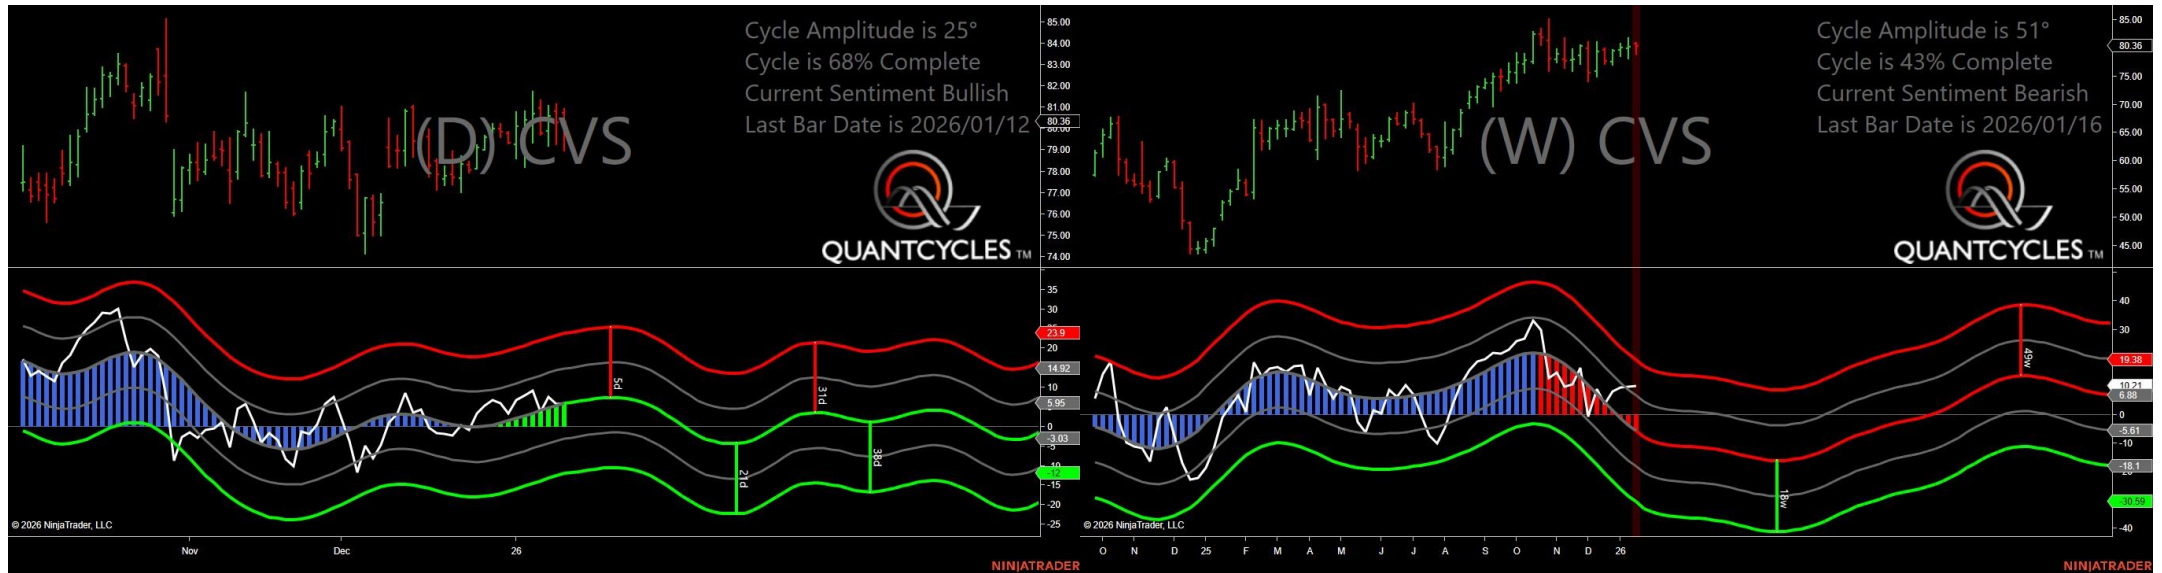 Cycle Amplitude is 25°
Cycle is 68% Complete
Current Sentiment Bullish
Last Bar Date is 2026/01/12
(D) CVS
QUANTCYCLES TM
85.00
84.00
83.00
82.00
81.00
80.36
80.00
79.00
78.00
77.00
76.00
75.00
74.00
35
30
23.9
20
14.92
10
5.95
0
-3.03
-5
-12
-15
-20
-25
5d
21d
31d
38d
© 2026 NinjaTrader, LLC
Nov
Dec
26
NINJATRADER
Cycle Amplitude is 51°
Cycle is 43% Complete
Current Sentiment Bearish
Last Bar Date is 2026/01/16
(W) CVS
QUANTCYCLES TM
85.00
80.36
75.00
70.00
65.00
60.00
55.00
50.00
45.00
40
30
19.38
10.21
6.88
0
-5.61
-10
-18.1
-30.59
-40
18w
49w
© 2026 NinjaTrader, LLC
O N D 25 F M A M J J A S O N D 26
NINJATRADER